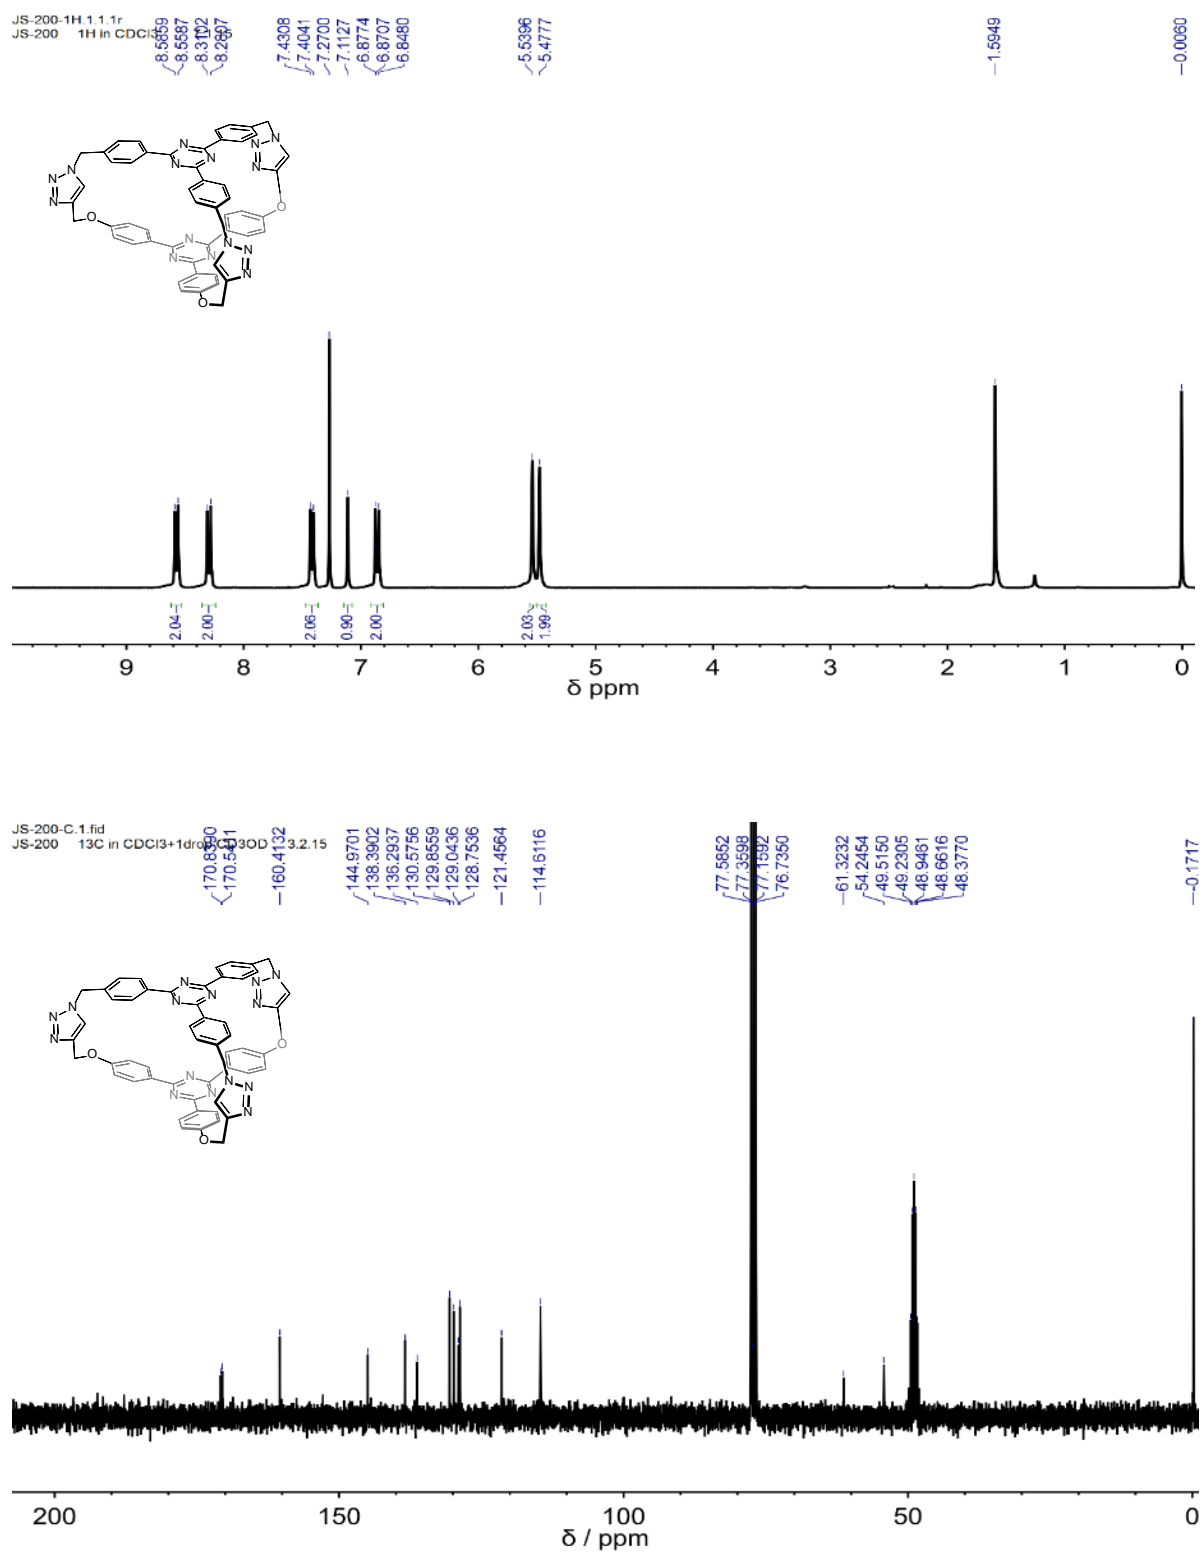 JS-200-1H.1.1.1r
JS-200 1H in CDCl3
8.5859
8.5587
8.3102
8.2807
7.4308
7.4041
7.2700
7.1127
6.8774
6.8707
6.8480
5.5396
5.4777
1.5949
-0.0060
N N N N N N
N N N
N N O
O N N N N N
N N
O
2.04
2.00
2.06
0.90
2.00
2.03
1.99
9 8 7 6 5 4 3 2 1 0
δ ppm
JS-200-C.1.fid
JS-200 13C in CDCl3+1drop CD3OD 3.2.15
170.8390
170.5411
160.4132
144.9701
138.3902
136.2937
130.5756
129.8559
129.0436
128.7536
121.4564
114.6116
77.5852
77.3598
77.1592
76.7350
61.3232
54.2454
49.5150
49.2305
48.9461
48.6616
48.3770
-0.1717
N N N N N N
N N N
N N O
O N N N N N
N N
O
200 150 100 50 0
δ / ppm